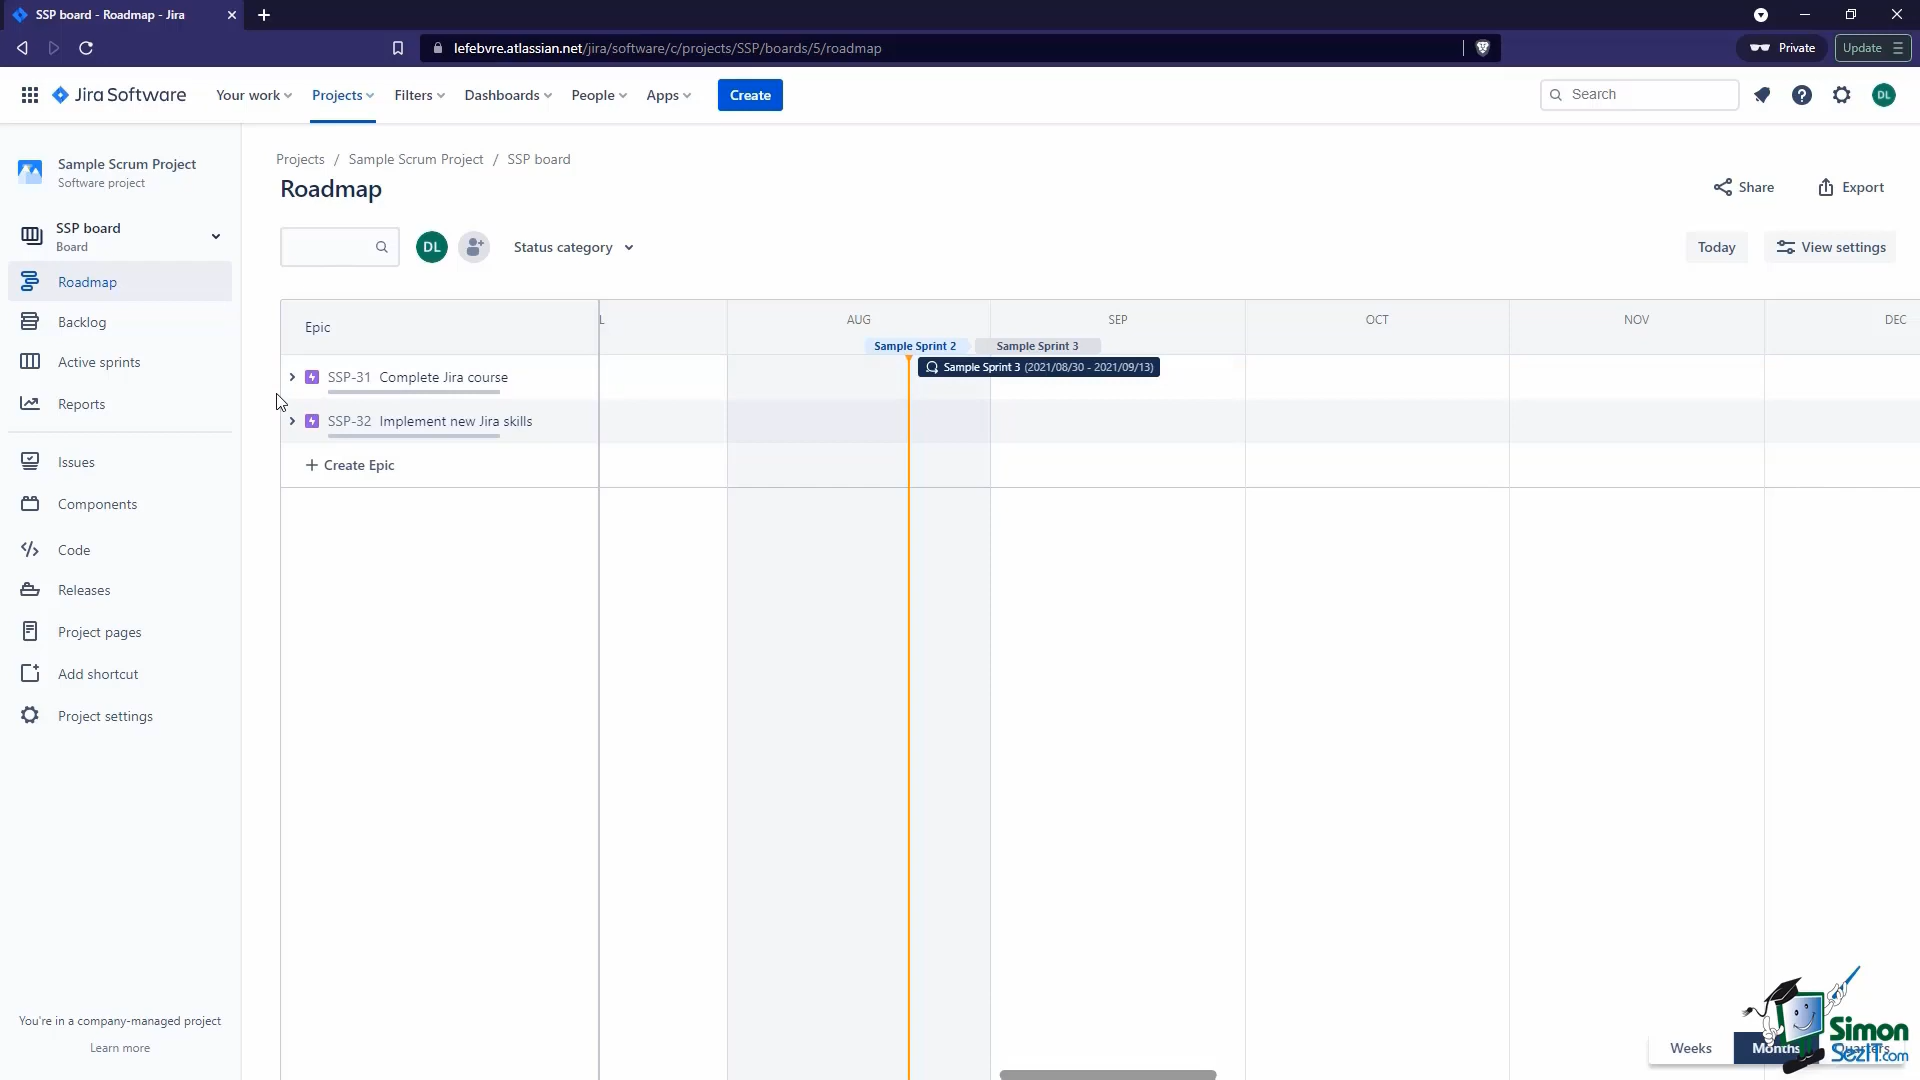 SSP board - Roadmap - Jira
lefebvre.atlassian.net/jira/software/c/projects/SSP/boards/5/roadmap
Private
Update
Jira Software
Your work
Projects
Filters
Dashboards
People
Apps
Create
Search
DL
Sample Scrum Project
Software project
SSP board
Board
Roadmap
Backlog
Active sprints
Reports
Issues
Components
Code
Releases
Project pages
Add shortcut
Project settings
You're in a company-managed project
Learn more
Projects / Sample Scrum Project / SSP board
Roadmap
Share
Export
DL
Status category
Today
View settings
Epic
L
AUG
SEP
OCT
NOV
DEC
Sample Sprint 2
Sample Sprint 3
Sample Sprint 3 (2021/08/30 - 2021/09/13)
SSP-31 Complete Jira course
SSP-32 Implement new Jira skills
+ Create Epic
Weeks
Months
Quarters
Simon
SezIT.com